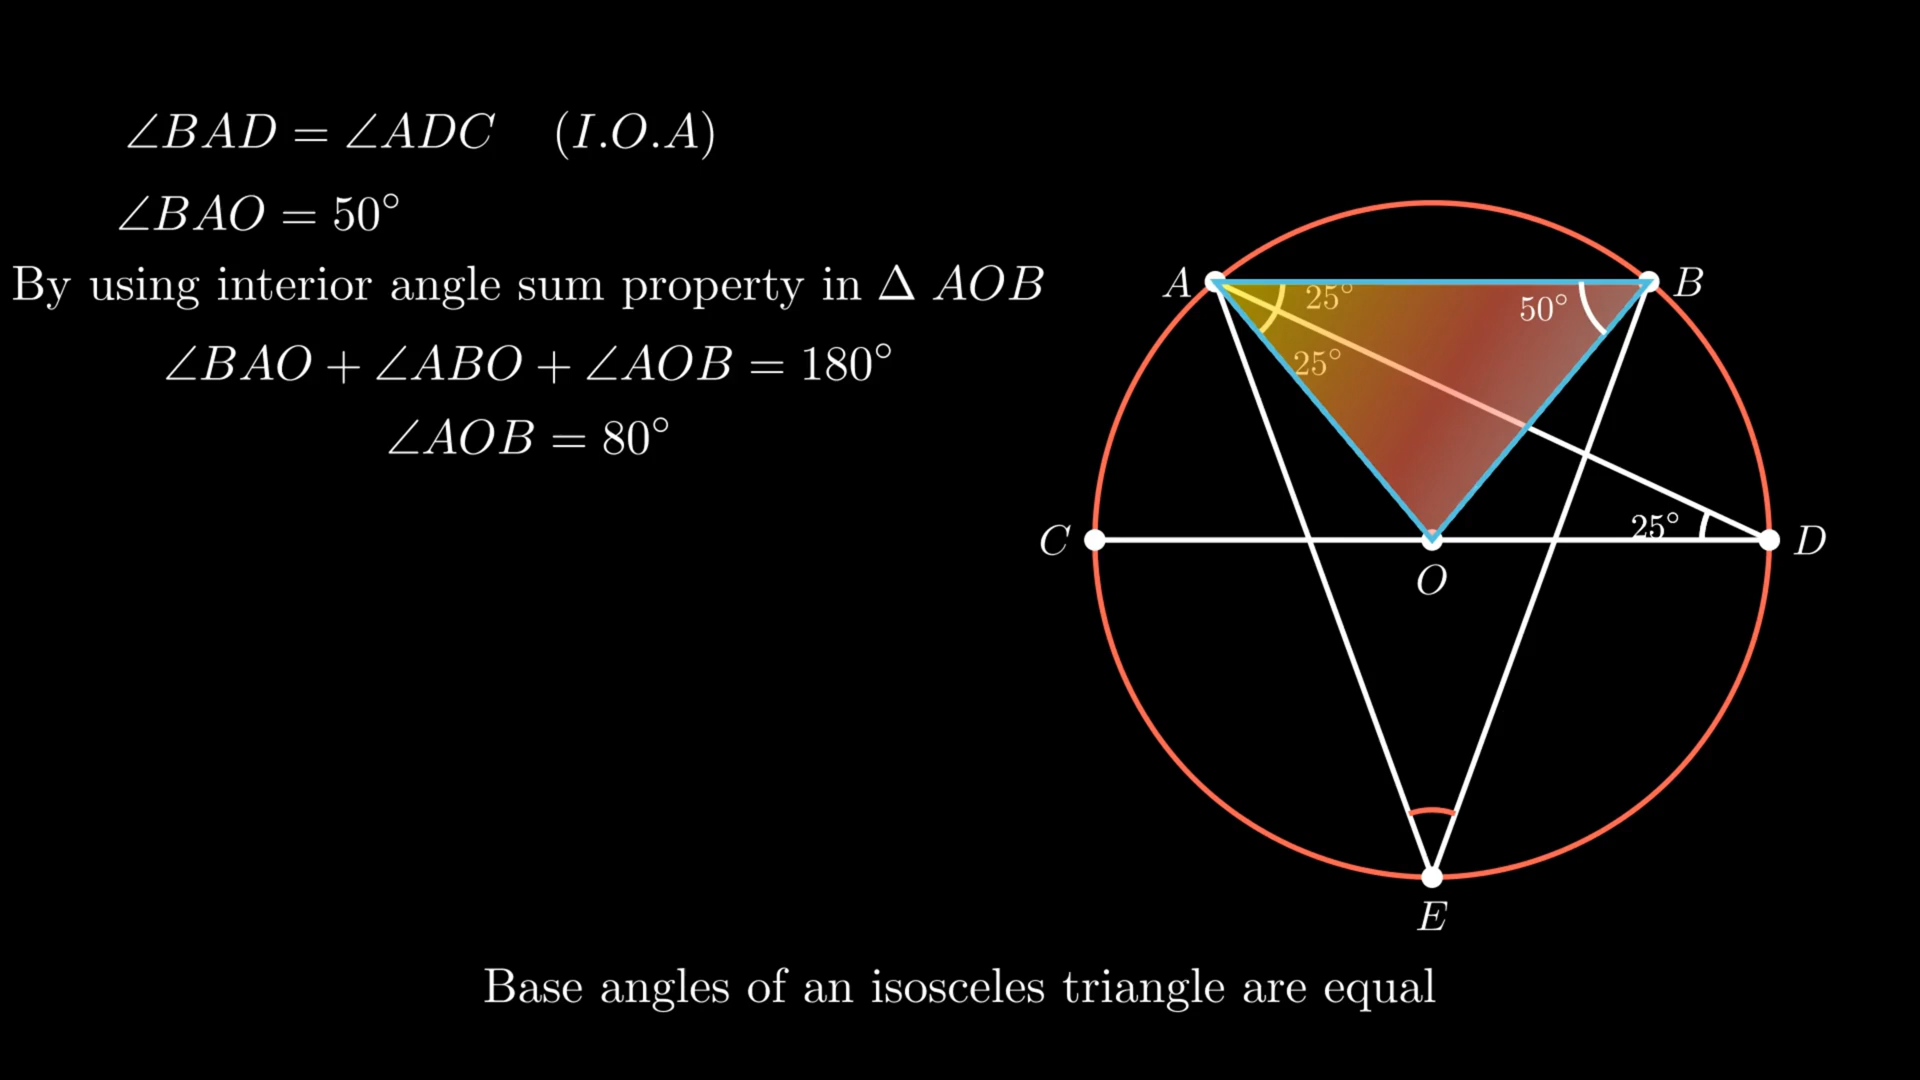 ∠BAD = ∠ADC (I.O.A)
∠BAO = 50°
By using interior angle sum property in Δ AOB
∠BAO + ∠ABO + ∠AOB = 180°
∠AOB = 80°
A
B
25°
50°
25°
C
25°
D
O
E
Base angles of an isosceles triangle are equal